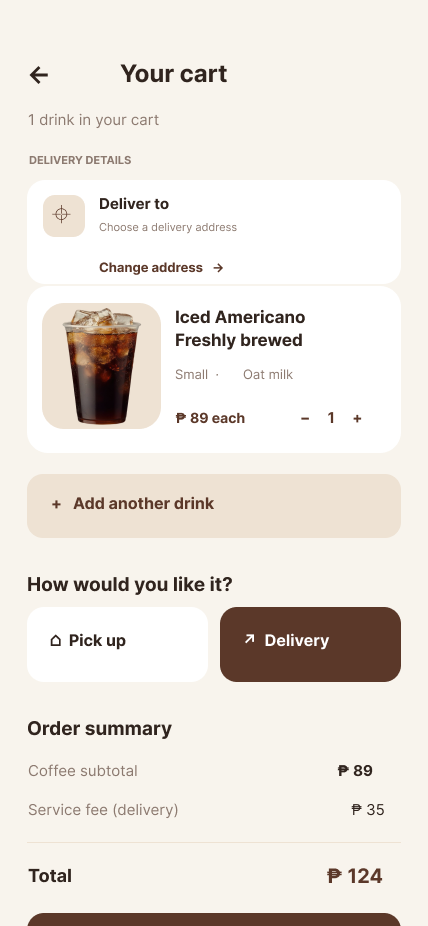 Your cart
1 drink in your cart
DELIVERY DETAILS
Deliver to
Choose a delivery address
Change address →
Iced Americano
Freshly brewed
Small · Oat milk
₱ 89 each − 1 +
+ Add another drink
How would you like it?
Pick up
Delivery
Order summary
Coffee subtotal ₱ 89
Service fee (delivery) ₱ 35
Total ₱ 124